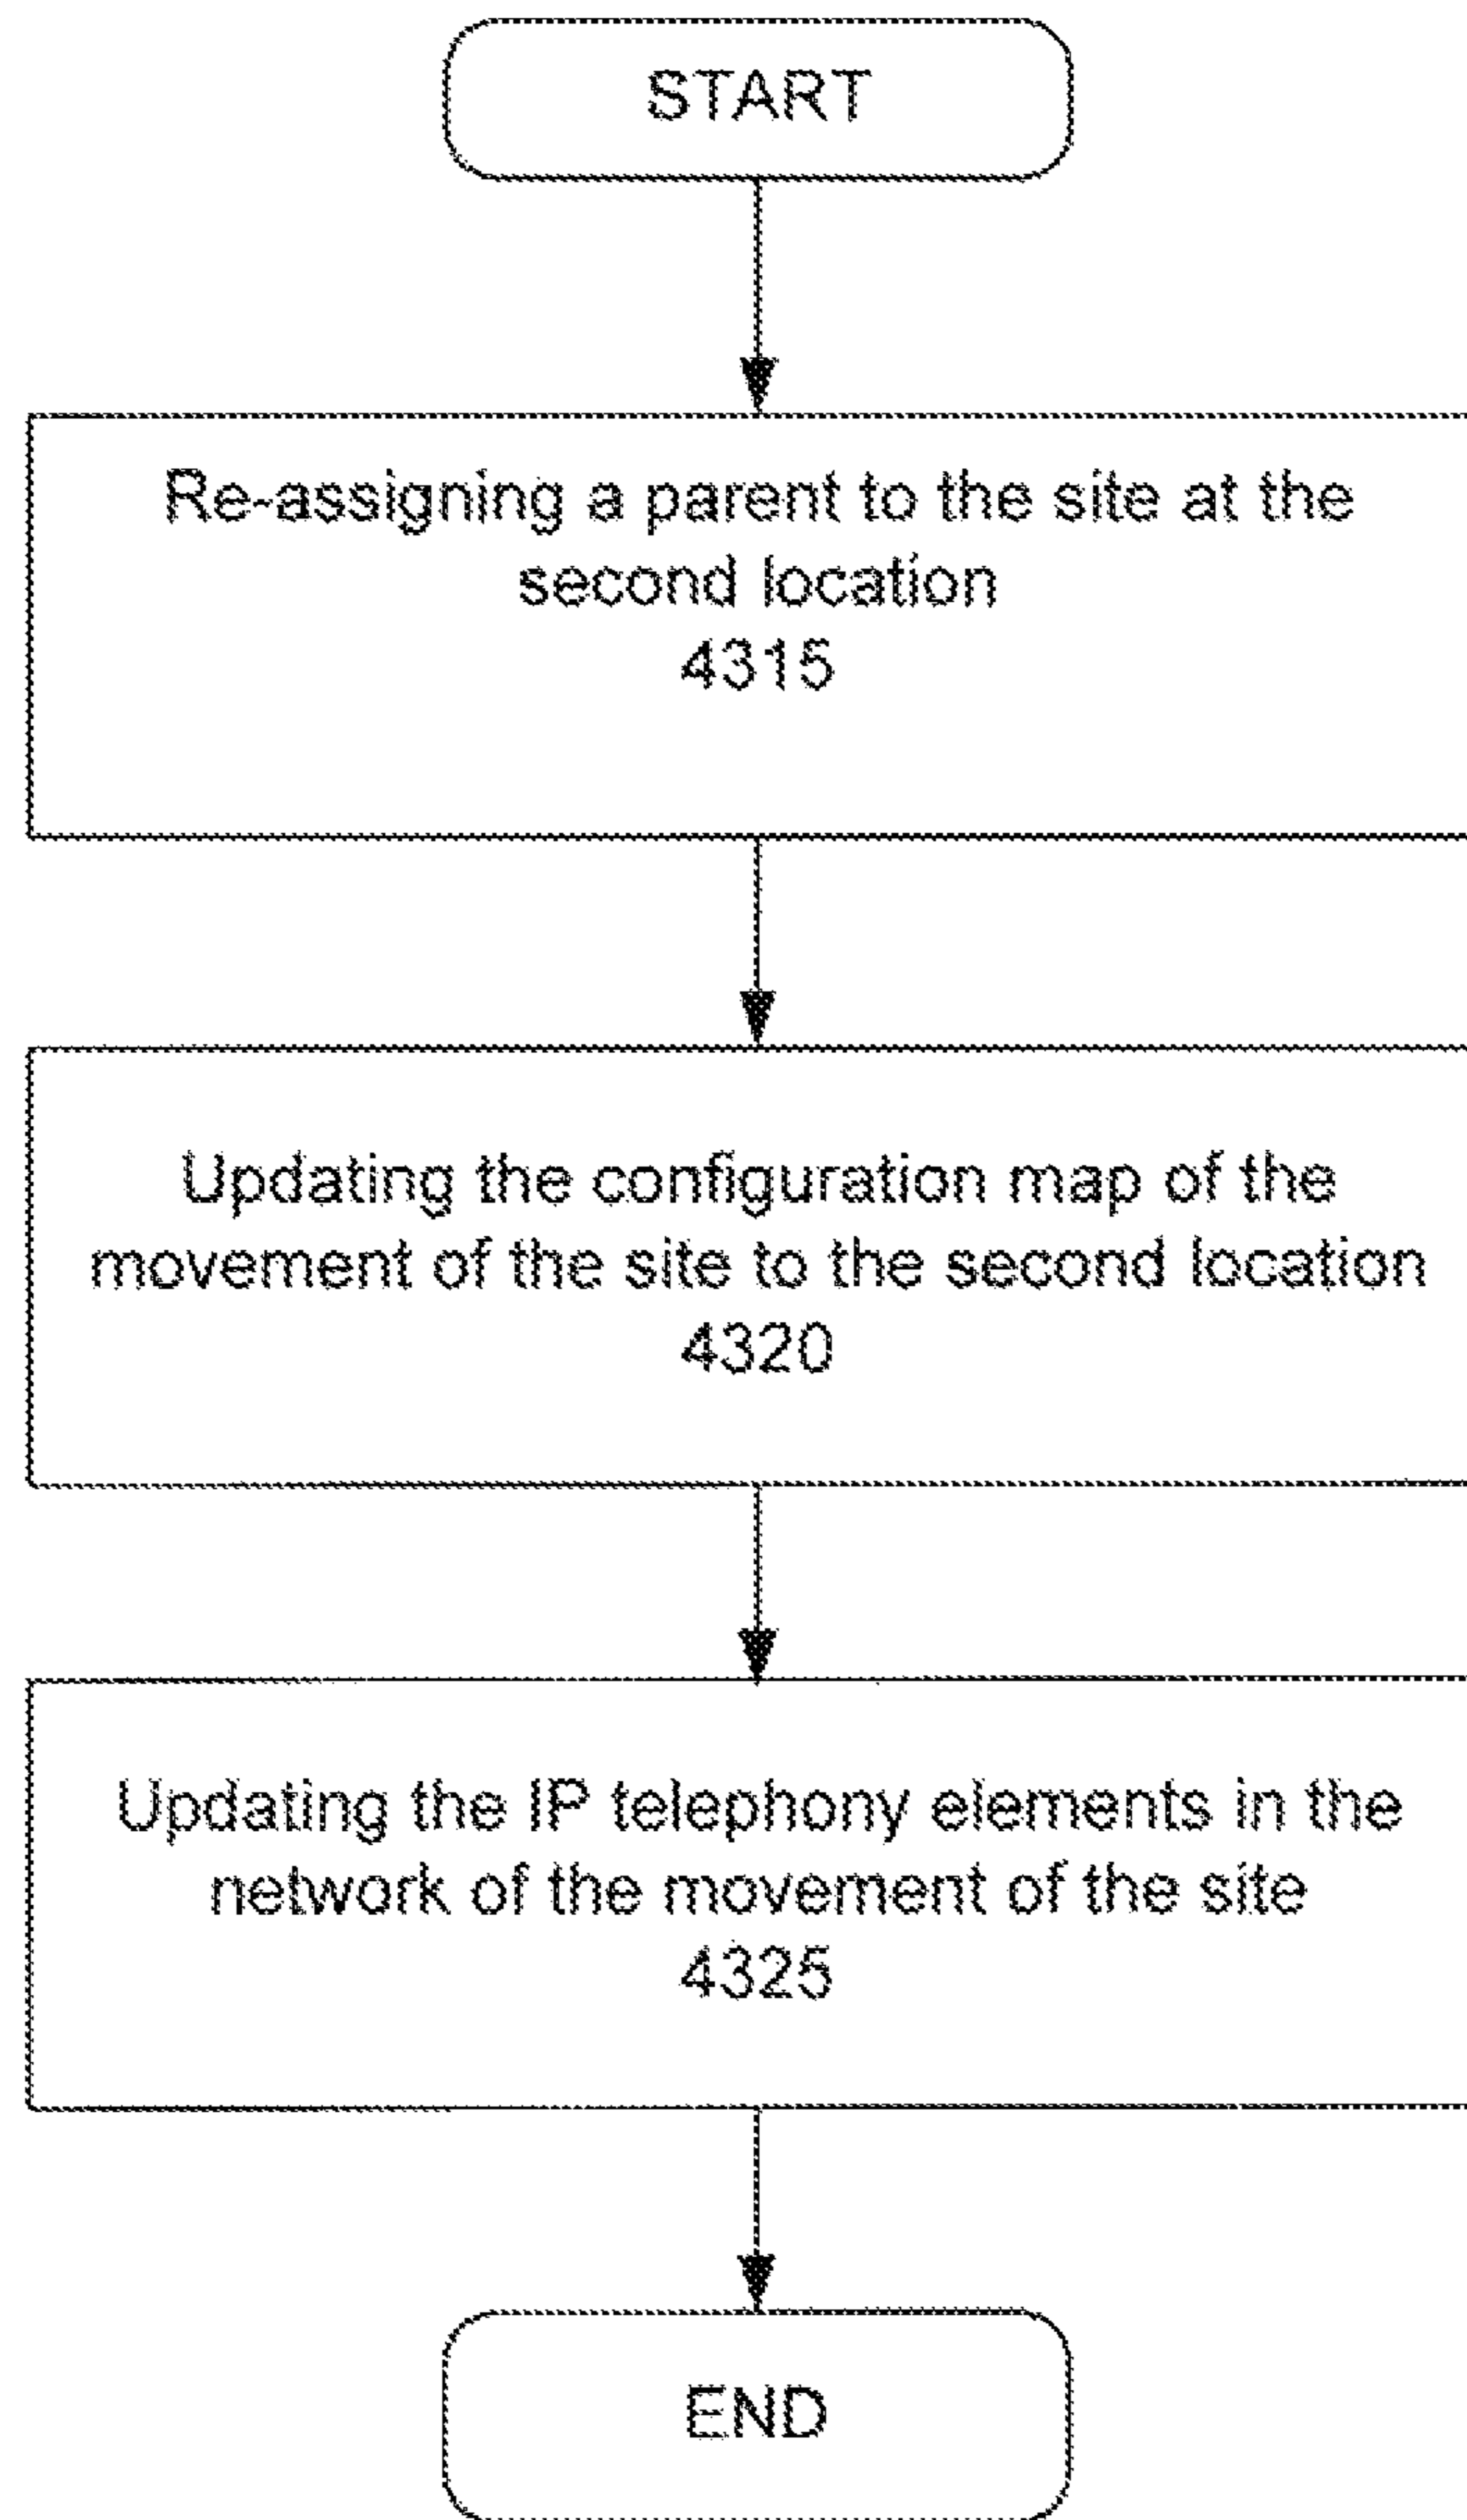 START
Re-assigning a parent to the site at the
second location
4315
Updating the configuration map of the
movement of the site to the second location
4320
Updating the IP telephony elements in the
network of the movement of the site
4325
END